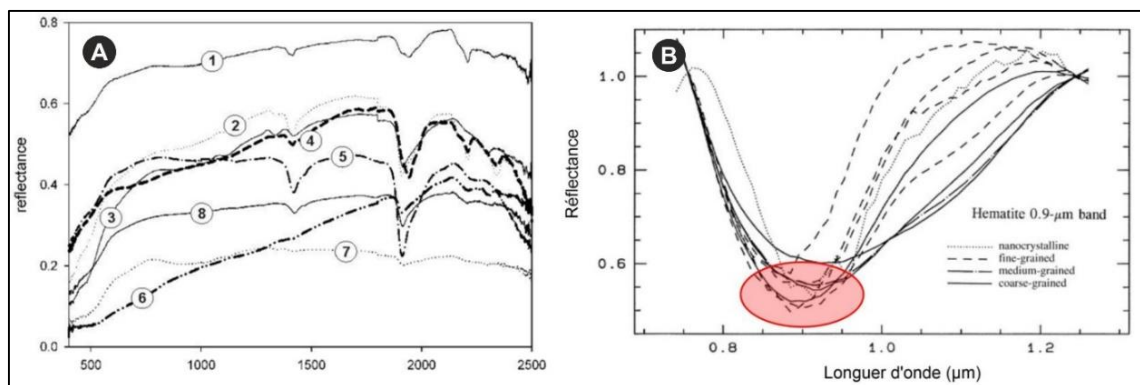 A
0.8
0.6
0.4
0.2
0.0
reflectance
500
1000
1500
2000
2500
1
2
3
4
5
6
7
8
B
1.0
0.8
0.6
Réflectance
Hematite 0.9-µm band
nanocrystalline
fine-grained
medium-grained
coarse-grained
0.8
1.0
1.2
Longuer d'onde (µm)